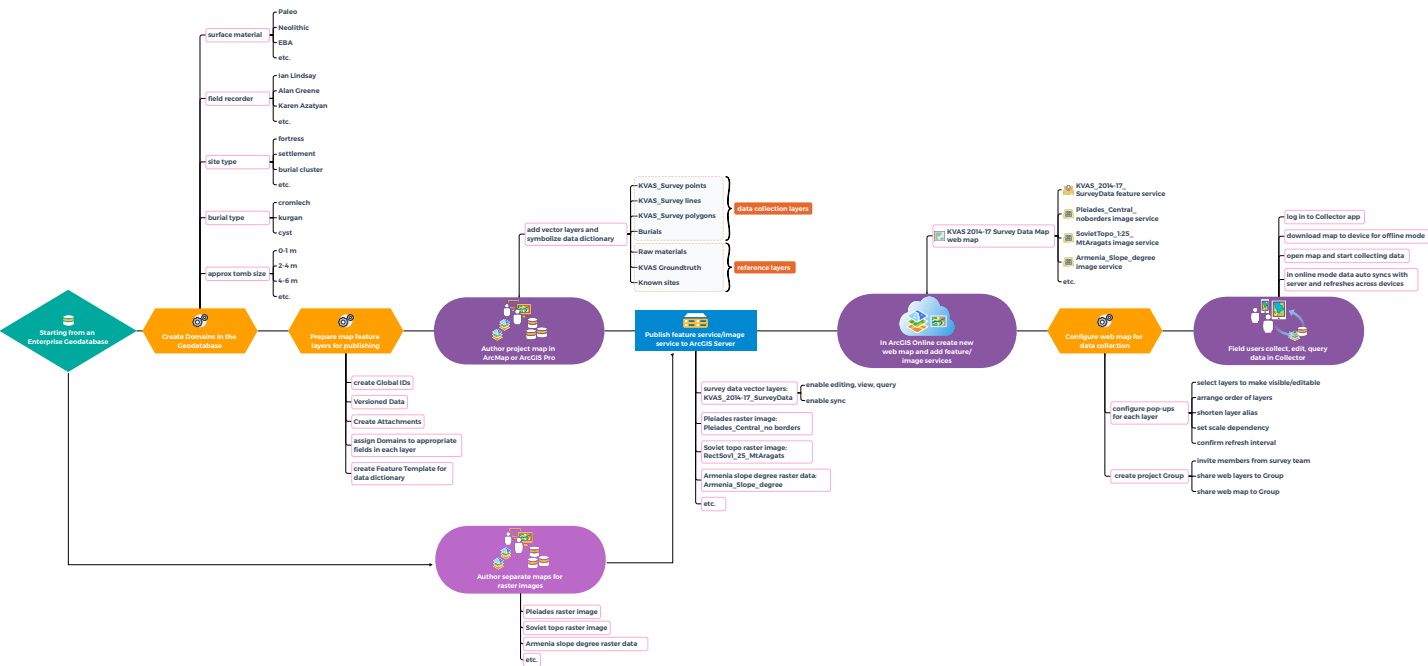 Starting from an
Enterprise Geodatabase
Create Domains in the
Geodatabase
surface material
Paleo
Neolithic
EBA
etc.
field recorder
Ian Lindsay
Alan Greene
Karen Azatyan
etc.
site type
fortress
settlement
burial cluster
etc.
burial type
cromlech
kurgan
cyst
approx tomb size
0-1 m
2-4 m
4-6 m
etc.
Prepare map feature
layers for publishing
create Global IDs
Versioned Data
Create Attachments
assign Domains to appropriate
fields in each layer
create Feature Template for
data dictionary
Author project map in
ArcMap or ArcGIS Pro
add vector layers and
symbolize data dictionary
KVAS_Survey points
KVAS_Survey lines
KVAS_Survey polygons
Burials
data collection layers
Raw materials
KVAS Groundtruth
Known sites
reference layers
Author separate maps for
raster images
Pleiades raster image
Soviet topo raster image
Armenia slope degree raster data
etc.
Publish feature service/image
service to ArcGIS Server
survey data vector layers:
KVAS_2014-17_SurveyData
enable editing, view, query
enable sync
Pleiades raster image:
Pleiades_Central_no borders
Soviet topo raster image:
RectSov1_25_MtAragats
Armenia slope degree raster data:
Armenia_Slope_degree
etc.
In ArcGIS Online create new
web map and add feature/
image services
KVAS 2014-17 Survey Data Map
web map
KVAS_2014-17_
SurveyData feature service
Pleiades_Central_
noborders image service
SovietTopo_1:25_
MtAragats image service
Armenia_Slope_degree
image service
etc.
Configure web map for
data collection
configure pop-ups
for each layer
select layers to make visible/editable
arrange order of layers
shorten layer alias
set scale dependency
confirm refresh interval
create project Group
invite members from survey team
share web layers to Group
share web map to Group
Field users collect, edit, query
data in Collector
log in to Collector app
download map to device for offline mode
open map and start collecting data
in online mode data auto syncs with
server and refreshes across devices